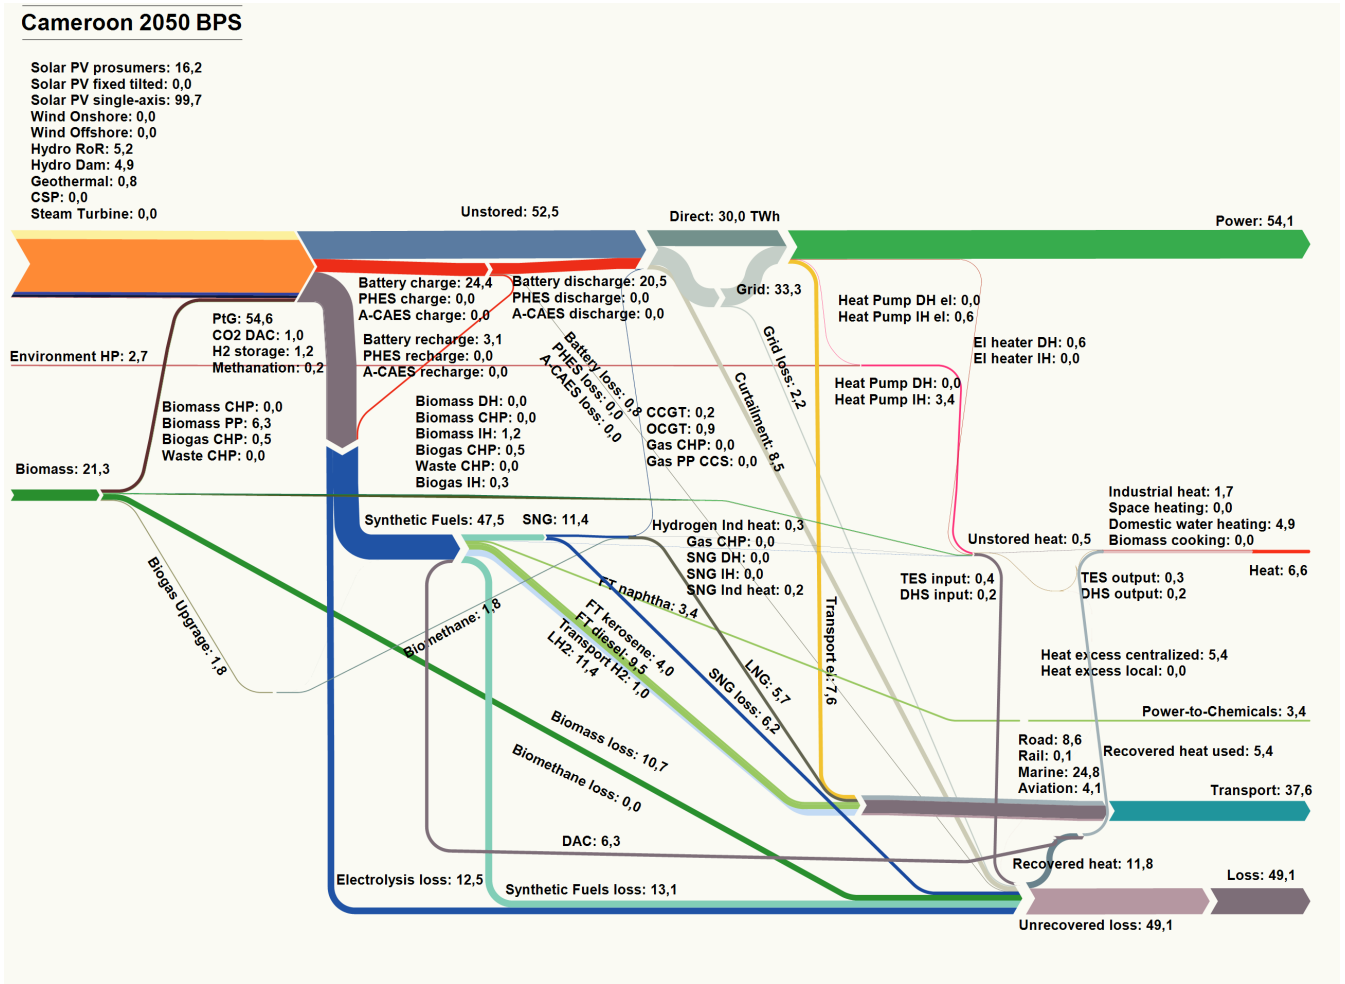 Cameroon 2050 BPS
Solar PV prosumers: 16,2
Solar PV fixed tilted: 0,0
Solar PV single-axis: 99,7
Wind Onshore: 0,0
Wind Offshore: 0,0
Hydro RoR: 5,2
Hydro Dam: 4,9
Geothermal: 0,8
CSP: 0,0
Steam Turbine: 0,0
Unstored: 52,5
Direct: 30,0 TWh
Power: 54,1
Battery charge: 24,4
PHES charge: 0,0
A-CAES charge: 0,0
Battery discharge: 20,5
PHES discharge: 0,0
A-CAES discharge: 0,0
Grid: 33,3
Heat Pump DH el: 0,0
Heat Pump IH el: 0,6
PtG: 54,6
CO2 DAC: 1,0
H2 storage: 1,2
Methanation: 0,2
Environment HP: 2,7
Battery recharge: 3,1
PHES recharge: 0,0
A-CAES recharge: 0,0
Battery loss: 0,8
PHES loss: 0,0
A-CAES loss: 0,0
Grid loss: 2,2
Curtailment: 8,5
El heater DH: 0,6
El heater IH: 0,0
Heat Pump DH: 0,0
Heat Pump IH: 3,4
Biomass CHP: 0,0
Biomass PP: 6,3
Biogas CHP: 0,5
Waste CHP: 0,0
Biomass DH: 0,0
Biomass CHP: 0,0
Biomass IH: 1,2
Biogas CHP: 0,5
Waste CHP: 0,0
Biogas IH: 0,3
CCGT: 0,2
OCGT: 0,9
Gas CHP: 0,0
Gas PP CCS: 0,0
Biomass: 21,3
Synthetic Fuels: 47,5
SNG: 11,4
Hydrogen Ind heat: 0,3
Gas CHP: 0,0
SNG DH: 0,0
SNG IH: 0,0
SNG Ind heat: 0,2
Industrial heat: 1,7
Space heating: 0,0
Domestic water heating: 4,9
Biomass cooking: 0,0
Unstored heat: 0,5
Heat: 6,6
TES input: 0,4
DHS input: 0,2
TES output: 0,3
DHS output: 0,2
Biogas Upgrage: 1,8
Biomethane: 1,8
FT naphtha: 3,4
FT kerosene: 4,0
FT diesel: 9,5
Transport H2: 1,0
LH2: 11,4
LNG: 5,7
SNG loss: 6,2
Transport el: 7,6
Heat excess centralized: 5,4
Heat excess local: 0,0
Power-to-Chemicals: 3,4
Biomass loss: 10,7
Biomethane loss: 0,0
Road: 8,6
Rail: 0,1
Marine: 24,8
Aviation: 4,1
Recovered heat used: 5,4
Transport: 37,6
DAC: 6,3
Recovered heat: 11,8
Electrolysis loss: 12,5
Synthetic Fuels loss: 13,1
Loss: 49,1
Unrecovered loss: 49,1